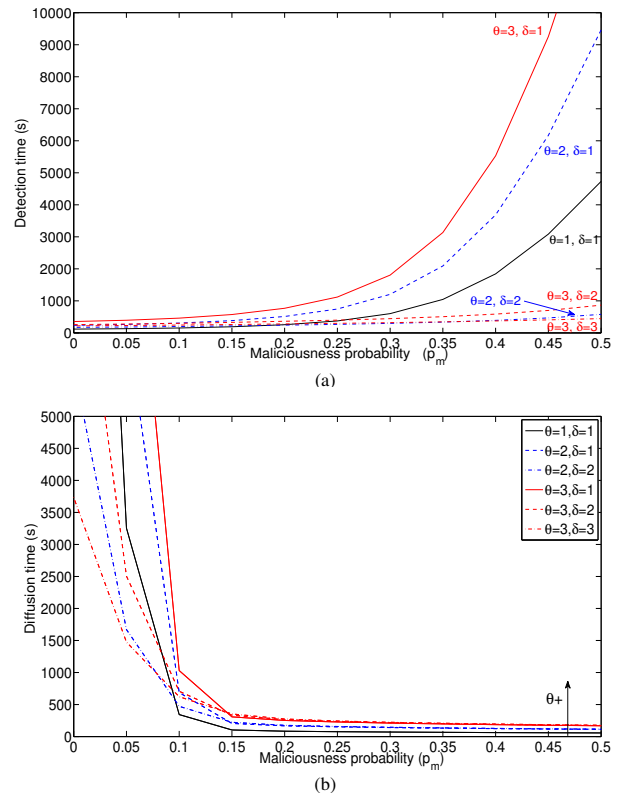 10000
9000
8000
7000
6000
5000
4000
3000
2000
1000
0
Detection time (s)
θ=3, δ=1
θ=2, δ=1
θ=1, δ=1
θ=3, δ=2
θ=2, δ=2
θ=3, δ=3
0 0.05 0.1 0.15 0.2 0.25 0.3 0.35 0.4 0.45 0.5
Maliciousness probability (pm)
(a)
5000
4500
4000
3500
3000
2500
2000
1500
1000
500
0
Diffusion time (s)
θ=1,δ=1
θ=2,δ=1
θ=2,δ=2
θ=3,δ=1
θ=3,δ=2
θ=3,δ=3
θ+
0 0.05 0.1 0.15 0.2 0.25 0.3 0.35 0.4 0.45 0.5
Maliciousness probability (pm)
(b)